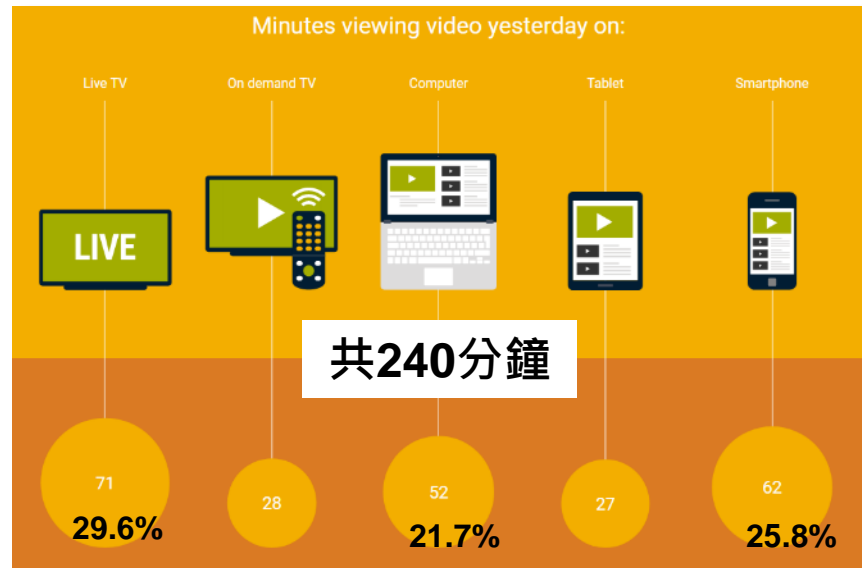 Minutes viewing video yesterday on:
Live TV
On demand TV
Computer
Tablet
Smartphone
LIVE
共240分鐘
71
28
52
27
62
29.6%
21.7%
25.8%